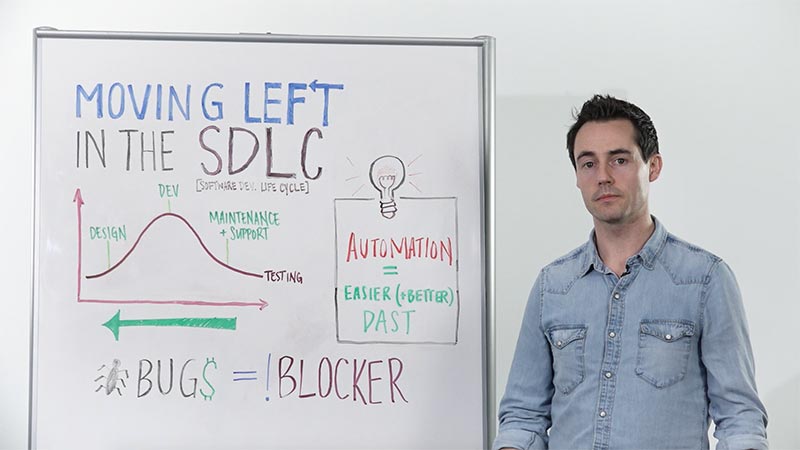 MOVING LEFT
IN THE SDLC
[SOFTWARE DEV. LIFE CYCLE]
DEV
DESIGN
MAINTENANCE
+ SUPPORT
TESTING
AUTOMATION
=
EASIER (+BETTER)
DAST
BUG$ = !BLOCKER